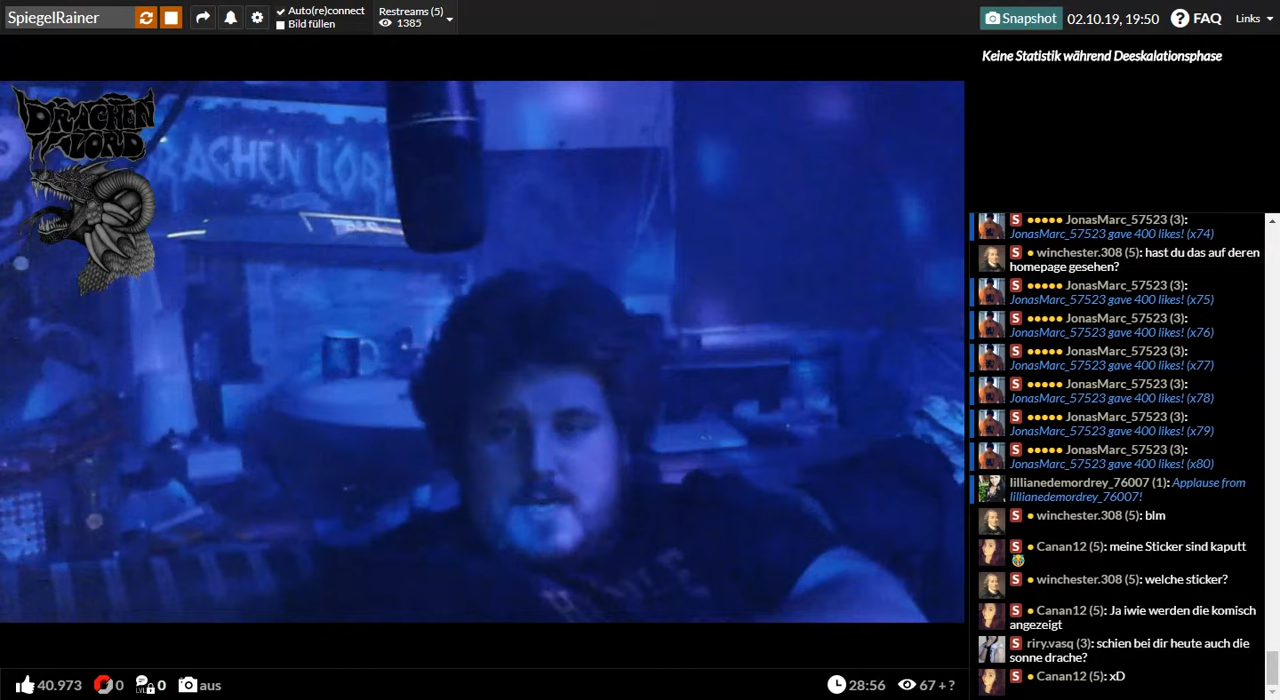 SpiegelRainer
Auto(re)connect
Bild füllen
Restreams (5)
1385
Snapshot
02.10.19, 19:50
? FAQ
Links
Keine Statistik während Deeskalationsphase
DRACHEN
LORD
DRACHEN LORD
S JonasMarc_57523 (3):
JonasMarc_57523 gave 400 likes! (x74)
S winchester.308 (5): hast du das auf deren
homepage gesehen?
S JonasMarc_57523 (3):
JonasMarc_57523 gave 400 likes! (x75)
S JonasMarc_57523 (3):
JonasMarc_57523 gave 400 likes! (x76)
S JonasMarc_57523 (3):
JonasMarc_57523 gave 400 likes! (x77)
S JonasMarc_57523 (3):
JonasMarc_57523 gave 400 likes! (x78)
S JonasMarc_57523 (3):
JonasMarc_57523 gave 400 likes! (x79)
S JonasMarc_57523 (3):
JonasMarc_57523 gave 400 likes! (x80)
lillianedemordrey_76007 (1): Applause from
lillianedemordrey_76007!
S winchester.308 (5): blm
S Canan12 (5): meine Sticker sind kaputt
S winchester.308 (5): welche sticker?
S Canan12 (5): Ja iwie werden die komisch
angezeigt
S riry.vasq (3): schien bei dir heute auch die
sonne drache?
S Canan12 (5): xD
40.973
0
LVL
0
aus
28:56
67 + ?